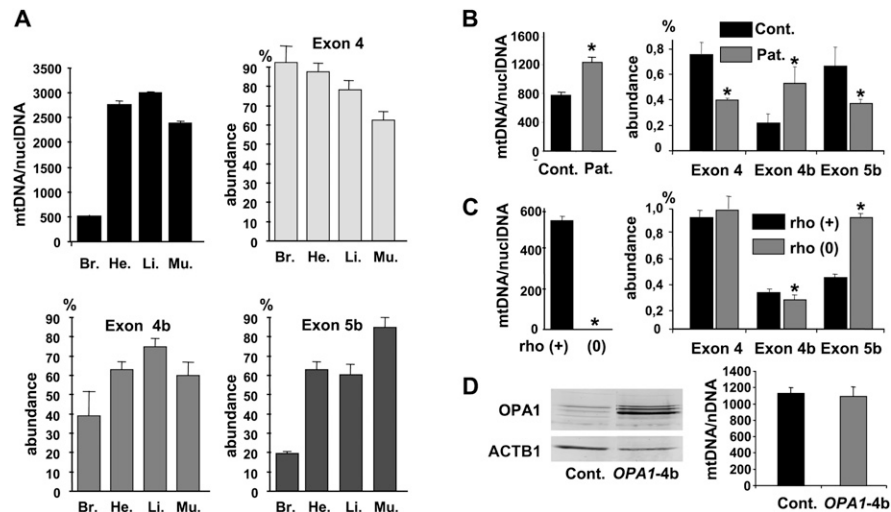 A
mtDNA/nuclDNA
3500
3000
2500
2000
1500
1000
500
0
Br. He. Li. Mu.
Exon 4
%
abundance
90
80
70
60
50
40
30
20
10
0
Br. He. Li. Mu.
Exon 4b
%
abundance
90
80
70
60
50
40
30
20
10
0
Br. He. Li. Mu.
Exon 5b
%
abundance
90
80
70
60
50
40
30
20
10
0
Br. He. Li. Mu.
B
mtDNA/nuclDNA
1600
1200
800
400
0
*
Cont. Pat.
%
Cont.
Pat.
abundance
0,8
0,6
0,4
0,2
0
* * *
Exon 4 Exon 4b Exon 5b
C
mtDNA/nuclDNA
600
400
200
0
*
rho (+) (0)
%
rho (+)
rho (0)
abundance
1,0
0,8
0,6
0,4
0,2
0
* *
Exon 4 Exon 4b Exon 5b
D
OPA1
ACTB1
Cont. OPA1-4b
mtDNA/nDNA
1400
1200
1000
800
600
400
200
0
Cont. OPA1-4b